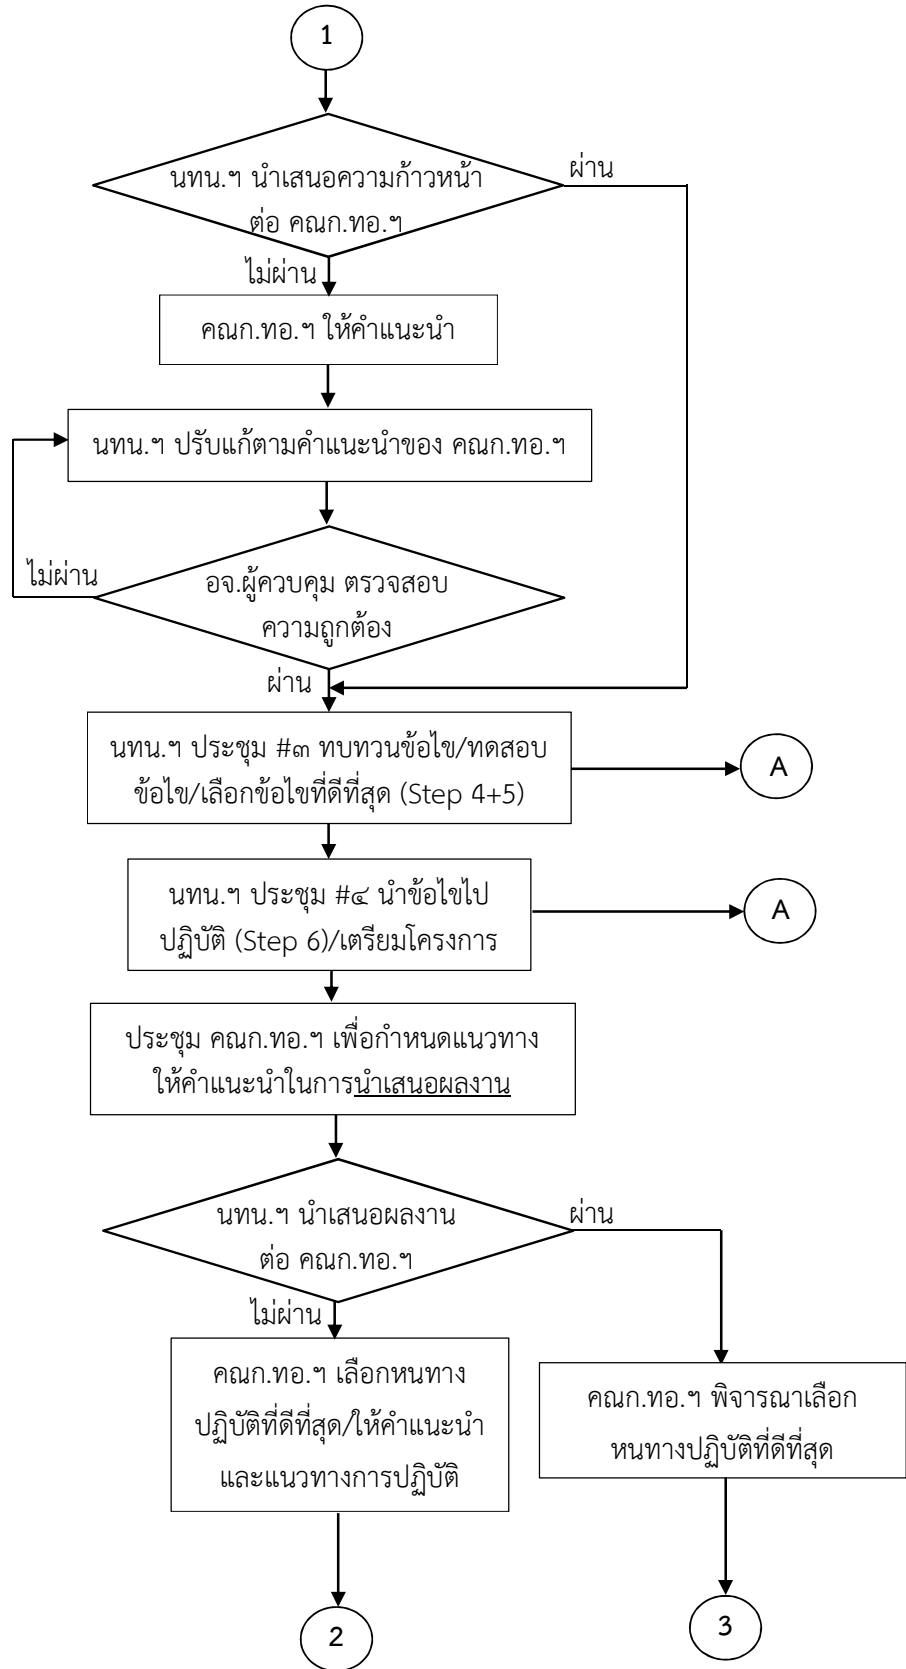 1
นทน.ฯ นำเสนอความก้าวหน้า
ต่อ คณก.ทอ.ฯ
ผ่าน
ไม่ผ่าน
คณก.ทอ.ฯ ให้คำแนะนำ
นทน.ฯ ปรับแก้ตามคำแนะนำของ คณก.ทอ.ฯ
ไม่ผ่าน
อจ.ผู้ควบคุม ตรวจสอบ
ความถูกต้อง
ผ่าน
นทน.ฯ ประชุม #๓ ทบทวนข้อไข/ทดสอบ
ข้อไข/เลือกข้อไขที่ดีที่สุด (Step 4+5)
A
นทน.ฯ ประชุม #๔ นำข้อไขไป
ปฏิบัติ (Step 6)/เตรียมโครงการ
A
ประชุม คณก.ทอ.ฯ เพื่อกำหนดแนวทาง
ให้คำแนะนำในการนำเสนอผลงาน
นทน.ฯ นำเสนอผลงาน
ต่อ คณก.ทอ.ฯ
ผ่าน
ไม่ผ่าน
คณก.ทอ.ฯ เลือกหนทาง
ปฏิบัติที่ดีที่สุด/ให้คำแนะนำ
และแนวทางการปฏิบัติ
คณก.ทอ.ฯ พิจารณาเลือก
หนทางปฏิบัติที่ดีที่สุด
2
3